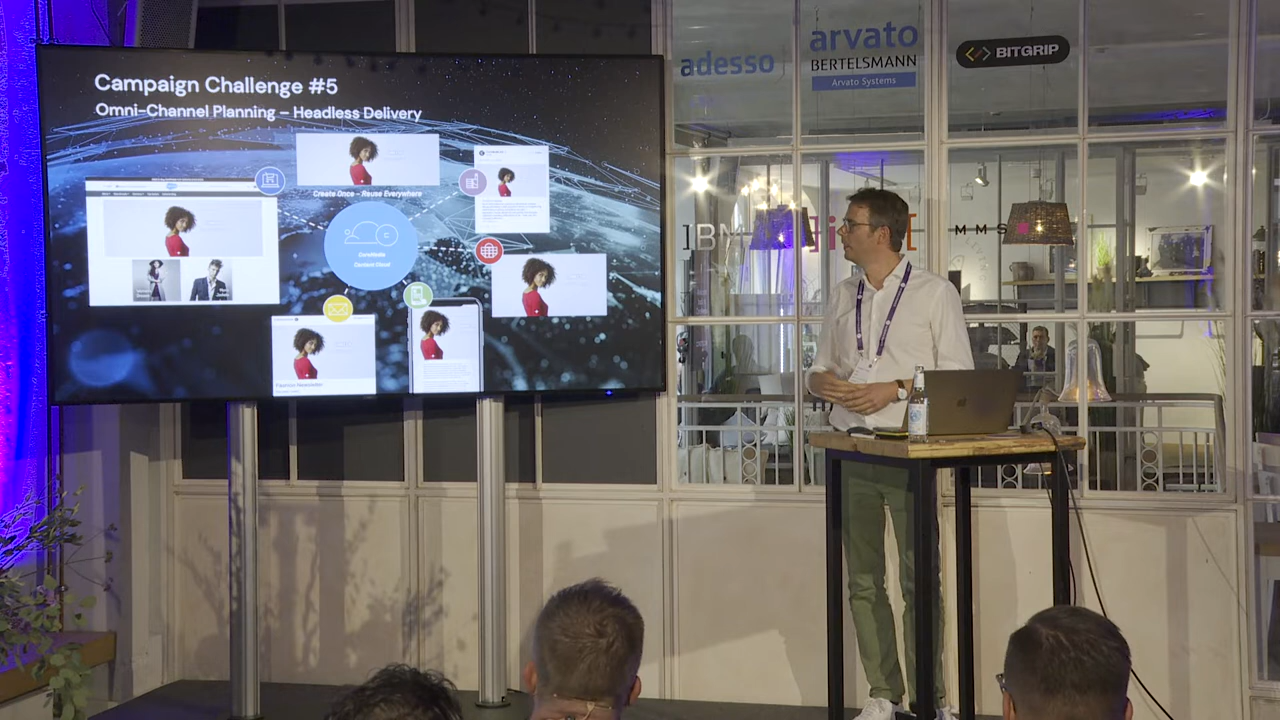 Campaign Challenge #5
Omni-Channel Planning – Headless Delivery
Create Once – Reuse Everywhere
CoreMedia
Content Cloud
Fashion Newsletter
adesso
arvato
BERTELSMANN
Arvato Systems
BITGRIP
IBM
MMS